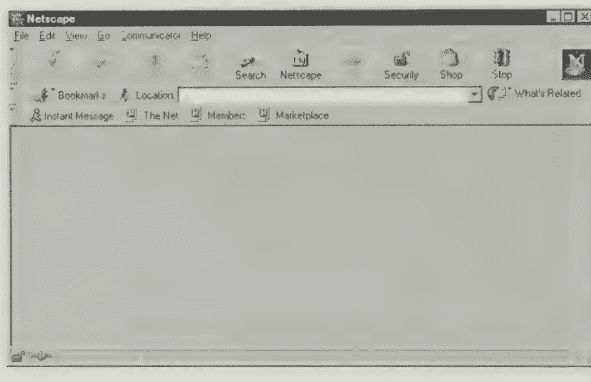 Netscape
File Edit View Go Communicator Help
Search Netscape Security Shop Stop
Bookmarks Location What's Related
Instant Message The Net Members Marketplace